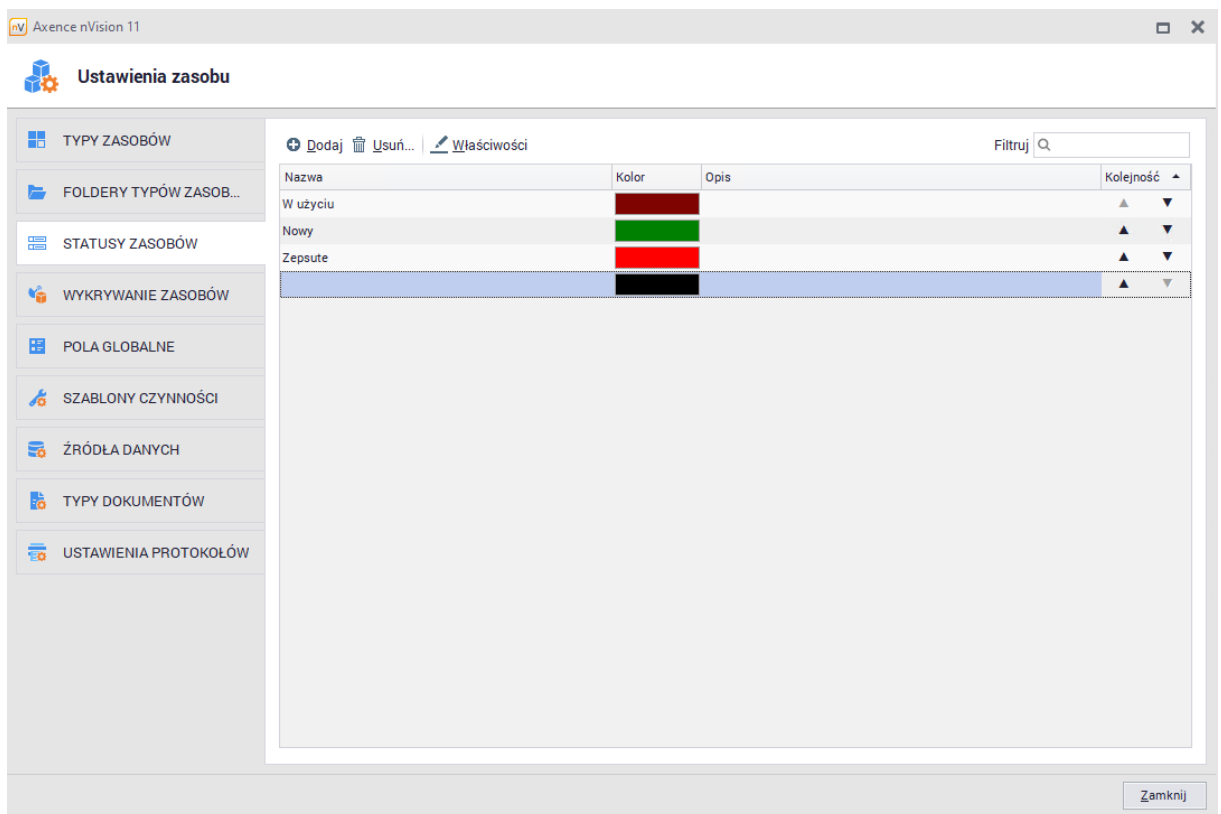 nV Axence nVision 11
Ustawienia zasobu
TYPY ZASOBÓW
FOLDERY TYPÓW ZASOB...
STATUSY ZASOBÓW
WYKRYWANIE ZASOBÓW
POLA GLOBALNE
SZABLONY CZYNNOŚCI
ŹRÓDŁA DANYCH
TYPY DOKUMENTÓW
USTAWIENIA PROTOKOŁÓW
Dodaj Usuń... Właściwości Filtruj
Nazwa Kolor Opis Kolejność
W użyciu
Nowy
Zepsute
Zamknij